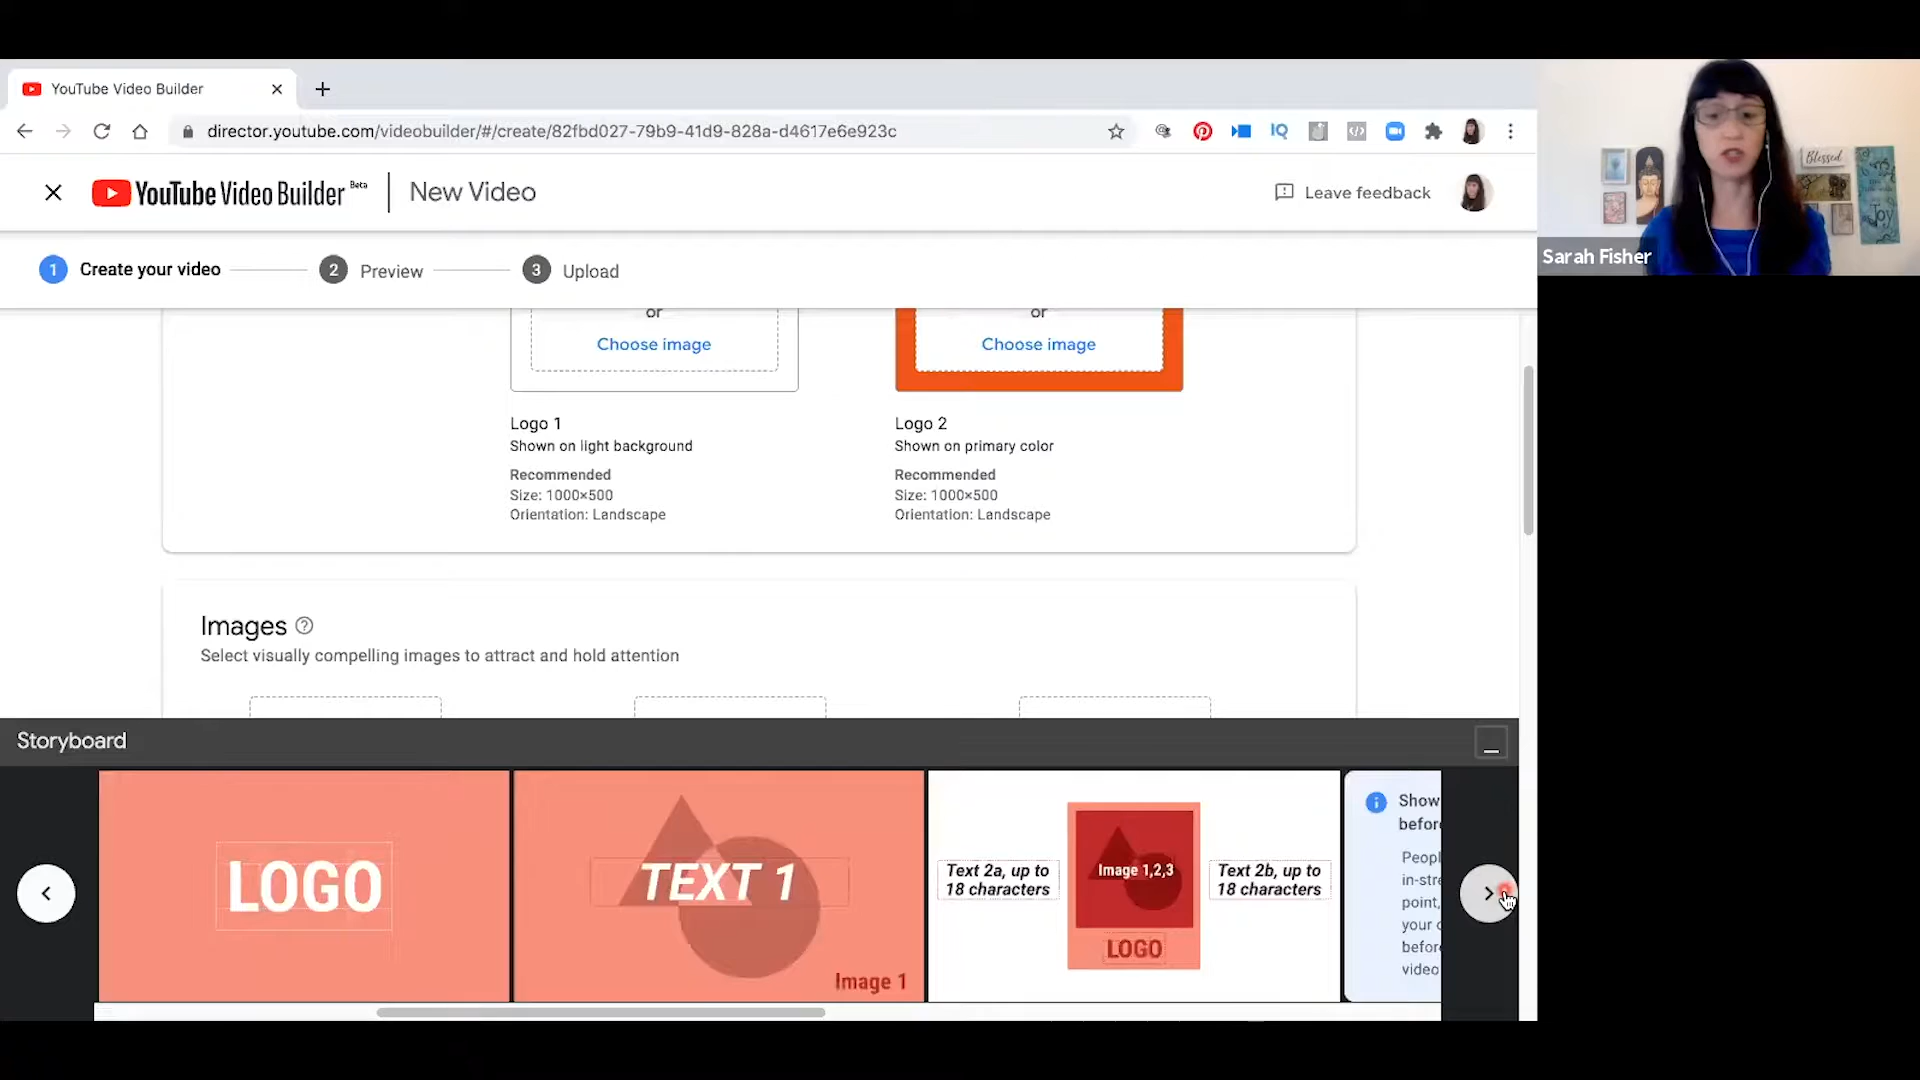 YouTube Video Builder
director.youtube.com/videobuilder/#/create/82fbd027-79b9-41d9-828a-d4617e6e923c
IQ
YouTube Video Builder Beta
New Video
Leave feedback
1 Create your video
2 Preview
3 Upload
or
Choose image
or
Choose image
Logo 1
Shown on light background
Recommended
Size: 1000×500
Orientation: Landscape
Logo 2
Shown on primary color
Recommended
Size: 1000×500
Orientation: Landscape
Images
Select visually compelling images to attract and hold attention
Storyboard
LOGO
TEXT 1
Image 1
Text 2a, up to
18 characters
Image 1,2,3
LOGO
Text 2b, up to
18 characters
Show
before
Peopl
in-stre
point,
your c
before
video
Blessed
Joy
Sarah Fisher